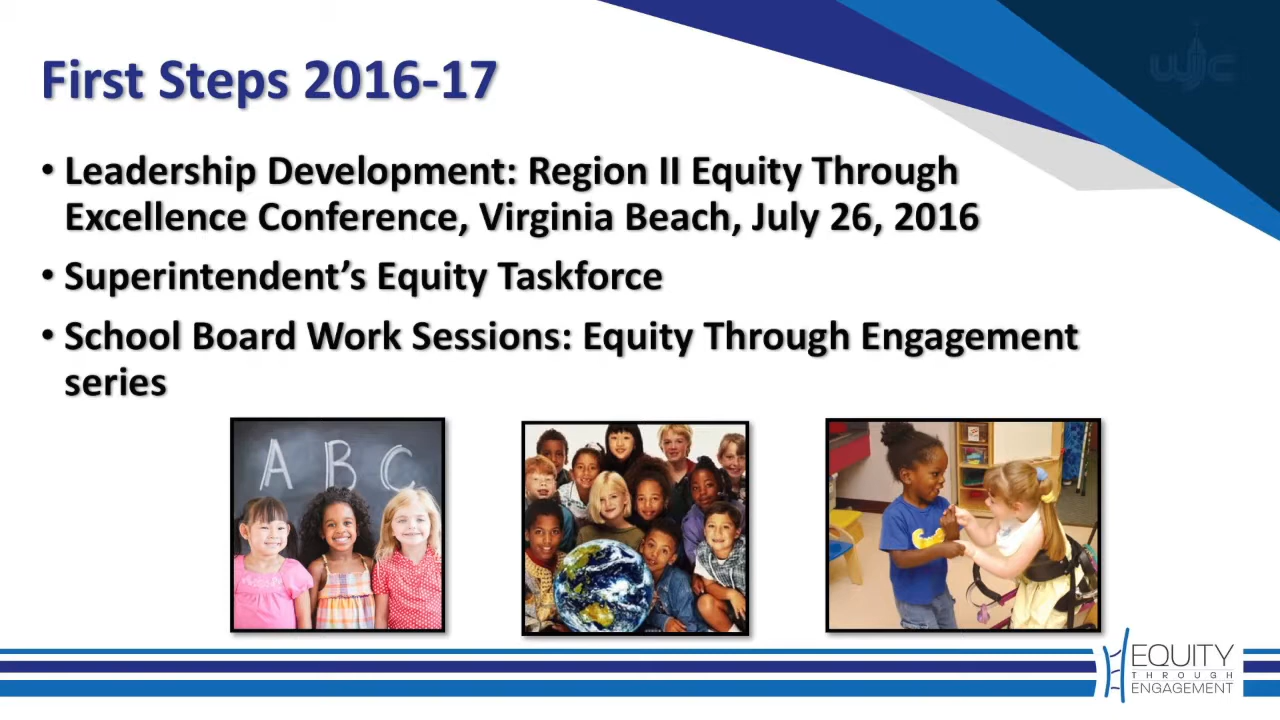 wjc
First Steps 2016-17
• Leadership Development: Region II Equity Through
Excellence Conference, Virginia Beach, July 26, 2016
• Superintendent’s Equity Taskforce
• School Board Work Sessions: Equity Through Engagement
series
A B C
EQUITY
THROUGH
ENGAGEMENT